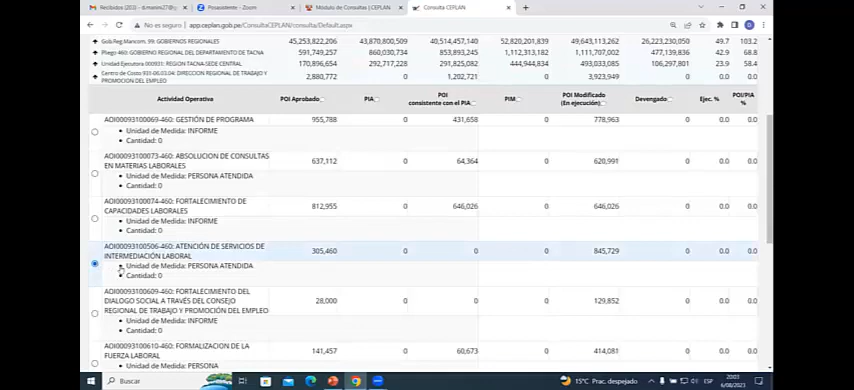 Recibidos (203) - d.marinv27@g
Posaxidente - Zoom
Módulo de Consultas | CEPLAN
Consulta CEPLAN
app.ceplan.gob.pe/ConsultaCEPLAN/Default.aspx
Gob.Reg.Mancom. 99: GOBIERNOS REGIONALES 45,253,822,206 43,870,800,509 40,514,457,140 52,820,201,839 49,643,113,262 26,223,230,050 49.7 103.2
Pliego 460: GOBIERNO REGIONAL DEL DEPARTAMENTO DE TACNA 591,749,257 860,030,734 853,893,245 1,112,313,182 1,111,707,002 477,139,836 42.9 68.8
Unidad Ejecutora 000931: REGION TACNA-SEDE CENTRAL 170,896,654 292,717,228 291,825,082 444,944,834 493,033,085 106,297,801 23.9 58.4
Centro de Costo 931-06.03.04: DIRECCION REGIONAL DE TRABAJO Y PROMOCIÓN DEL EMPLEO 2,880,772 0 1,202,721 3,923,949 0.0 0.0
Actividad Operativa POI Aprobado PIA POI consistente con el PIA PIM POI Modificado (En ejecución) Devengado Ejec. % POI/PIA %
AOI00093100069-460: GESTIÓN DE PROGRAMA 955,788 0 431,658 0 778,963 0 0.0 0.0
• Unidad de Medida: INFORME
• Cantidad: 0
AOI00093100073-460: ABSOLUCION DE CONSULTAS 637,112 0 64,364 0 620,991 0 0.0 0.0
EN MATERIAS LABORALES
• Unidad de Medida: PERSONA ATENDIDA
• Cantidad: 0
AOI00093100074-460: FORTALECIMIENTO DE 812,955 0 646,026 0 646,026 0 0.0 0.0
CAPACIDADES LABORALES
• Unidad de Medida: INFORME
• Cantidad: 0
AOI00093100506-460: ATENCIÓN DE SERVICIOS DE 305,460 0 0 0 845,729 0 0.0 0.0
INTERMEDIACIÓN LABORAL
• Unidad de Medida: PERSONA ATENDIDA
• Cantidad: 0
AOI00093100609-460: FORTALECIMIENTO DEL 28,000 0 0 0 129,852 0 0.0 0.0
DIALOGO SOCIAL A TRAVÉS DEL CONSEJO
REGIONAL DE TRABAJO Y PROMOCIÓN DEL EMPLEO
• Unidad de Medida: INFORME
• Cantidad: 0
AOI00093100610-460: FORMALIZACION DE LA 141,457 0 60,673 0 414,081 0 0.0 0.0
FUERZA LABORAL
• Unidad de Medida: PERSONA
Buscar
15°C Prac. despejado
ESP
20:03
6/08/2023